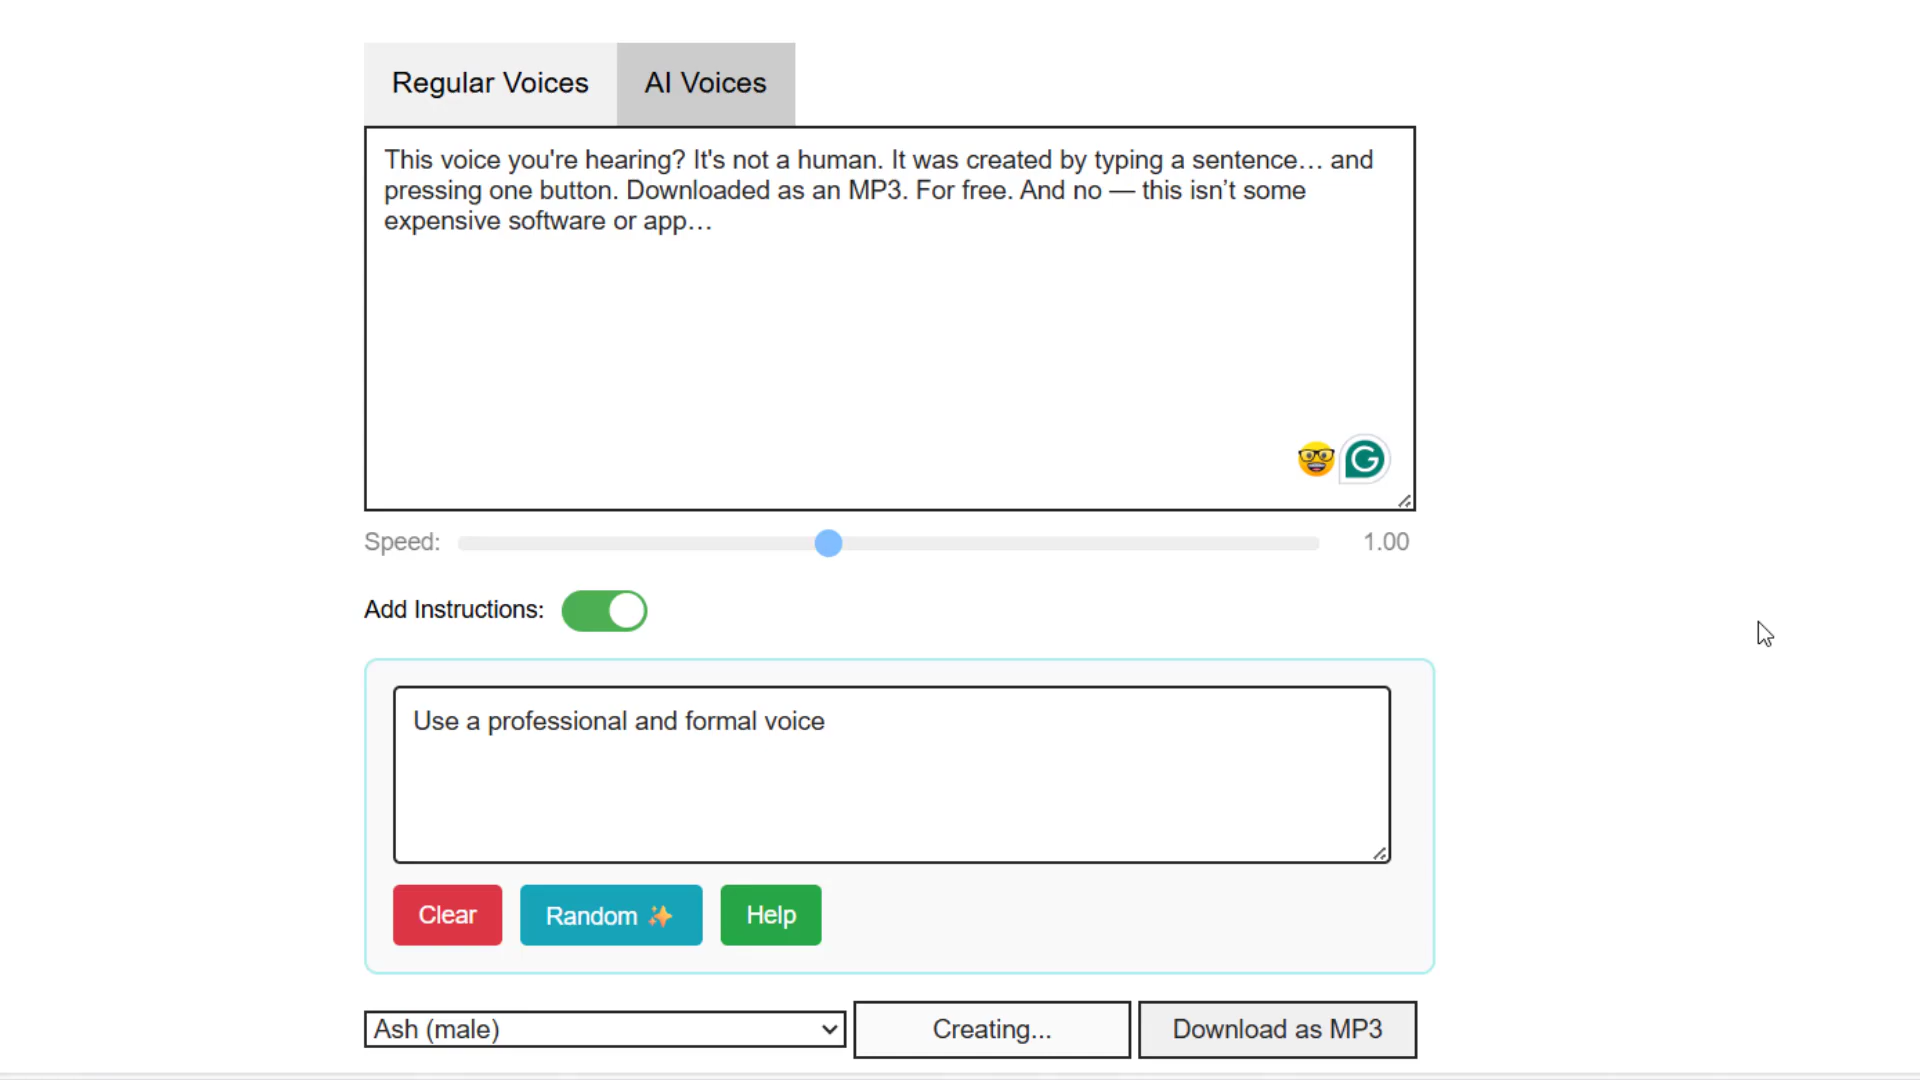 Regular Voices
AI Voices
This voice you're hearing? It's not a human. It was created by typing a sentence… and
pressing one button. Downloaded as an MP3. For free. And no — this isn’t some
expensive software or app…
Speed:
1.00
Add Instructions:
Use a professional and formal voice
Clear
Random ✨
Help
Ash (male)
Creating...
Download as MP3